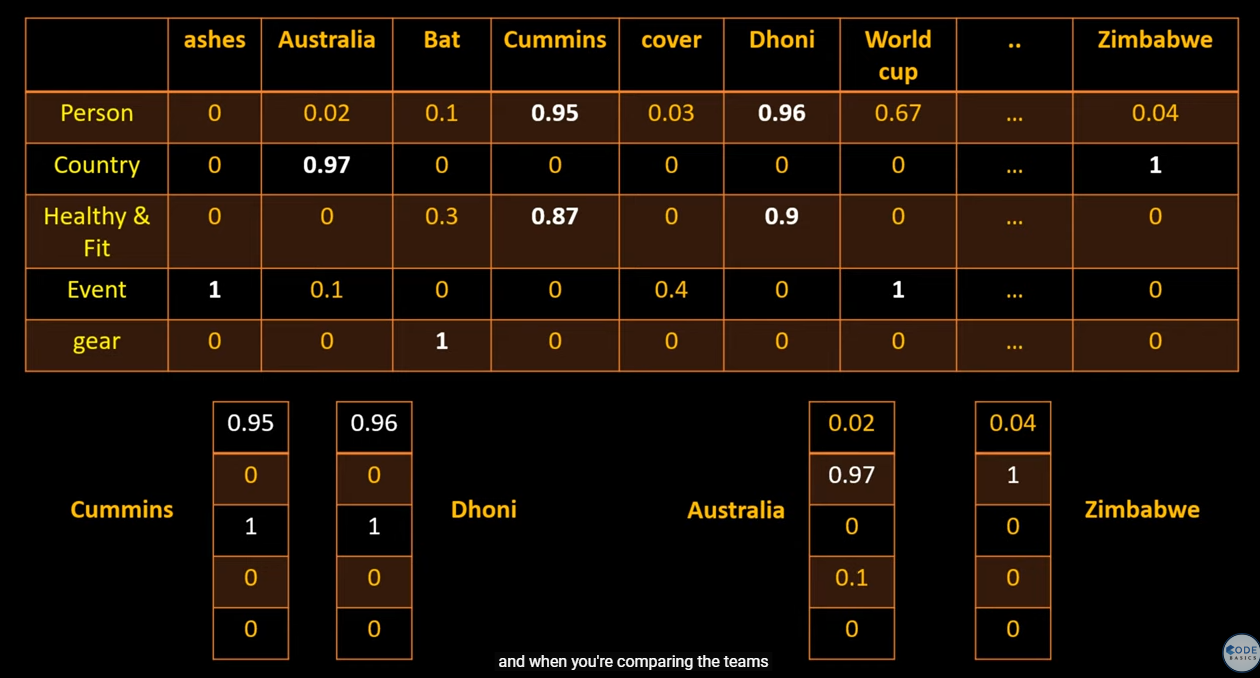 ashes Australia Bat Cummins cover Dhoni World cup .. Zimbabwe
Person 0 0.02 0.1 0.95 0.03 0.96 0.67 ... 0.04
Country 0 0.97 0 0 0 0 0 ... 1
Healthy & Fit 0 0 0.3 0.87 0 0.9 0 ... 0
Event 1 0.1 0 0 0.4 0 1 ... 0
gear 0 0 1 0 0 0 0 ... 0
0.95 0.96 0.02 0.04
0 0 0.97 1
Cummins Dhoni Australia Zimbabwe
1 1 0 0
0 0 0.1 0
0 0 0 0
and when you're comparing the teams
CODE
BASICS